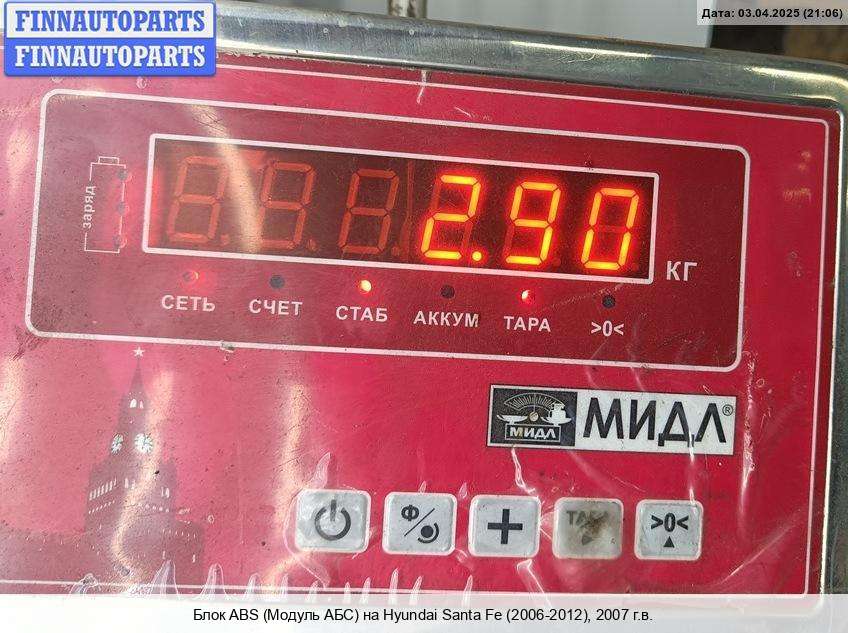 FINNAUTOPARTS
FINNAUTOPARTS
Дата: 03.04.2025 (21:06)
заряд
2.90
КГ
СЕТЬ
СЧЕТ
СТАБ
АККУМ
ТАРА
>0<
МИДЛ
МИДЛ®
Ф/
+
ТАРА
>0<
Блок ABS (Модуль АБС) на Hyundai Santa Fe (2006-2012), 2007 г.в.